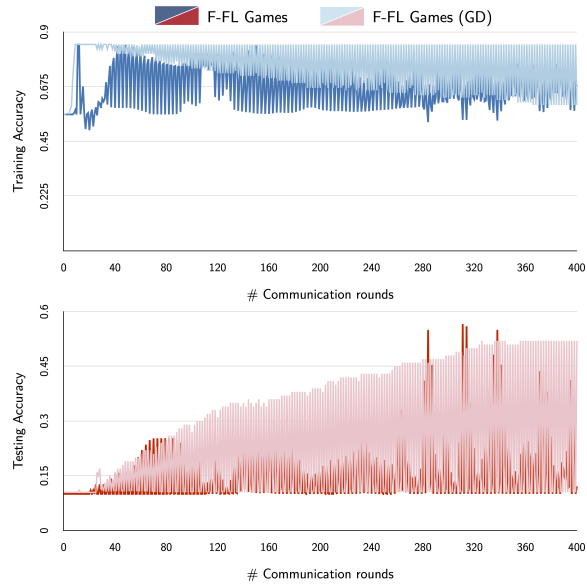 F-FL Games
F-FL Games (GD)
0.9
0.675
0.45
0.225
Training Accuracy
0 40 80 120 160 200 240 280 320 360 400
# Communication rounds
0.6
0.45
0.3
0.15
0
Testing Accuracy
0 40 80 120 160 200 240 280 320 360 400
# Communication rounds